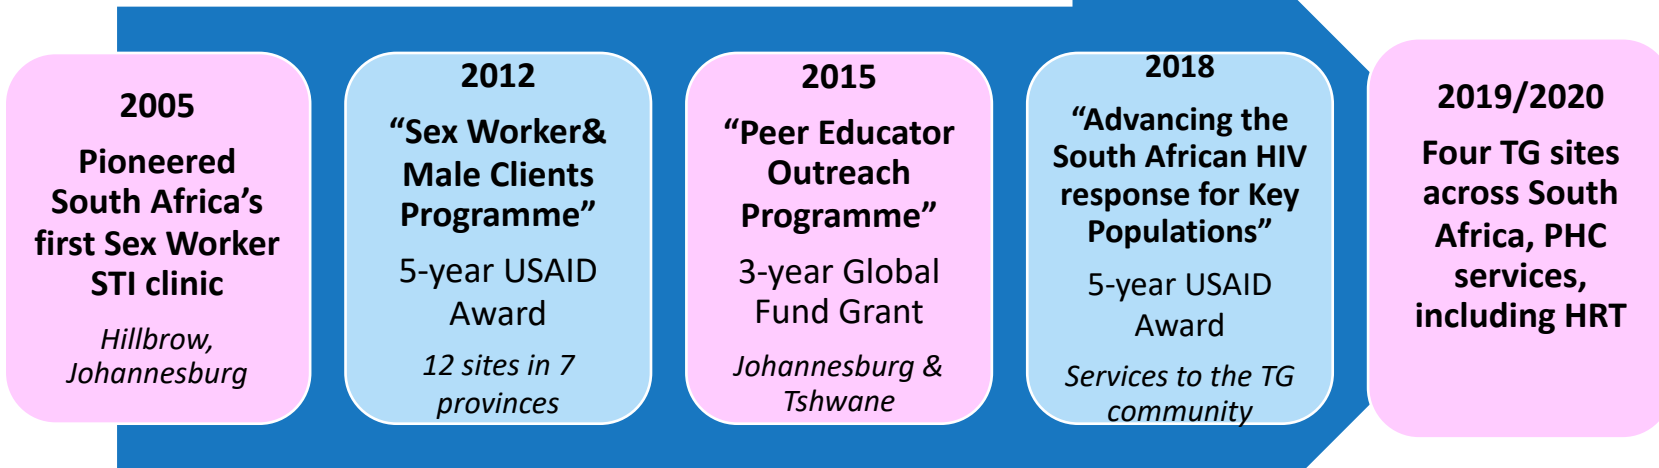 2005
Pioneered
South Africa’s
first Sex Worker
STI clinic
Hillbrow,
Johannesburg
2012
“Sex Worker&
Male Clients
Programme”
5-year USAID
Award
12 sites in 7
provinces
2015
“Peer Educator
Outreach
Programme”
3-year Global
Fund Grant
Johannesburg &
Tshwane
2018
“Advancing the
South African HIV
response for Key
Populations”
5-year USAID
Award
Services to the TG
community
2019/2020
Four TG sites
across South
Africa, PHC
services,
including HRT